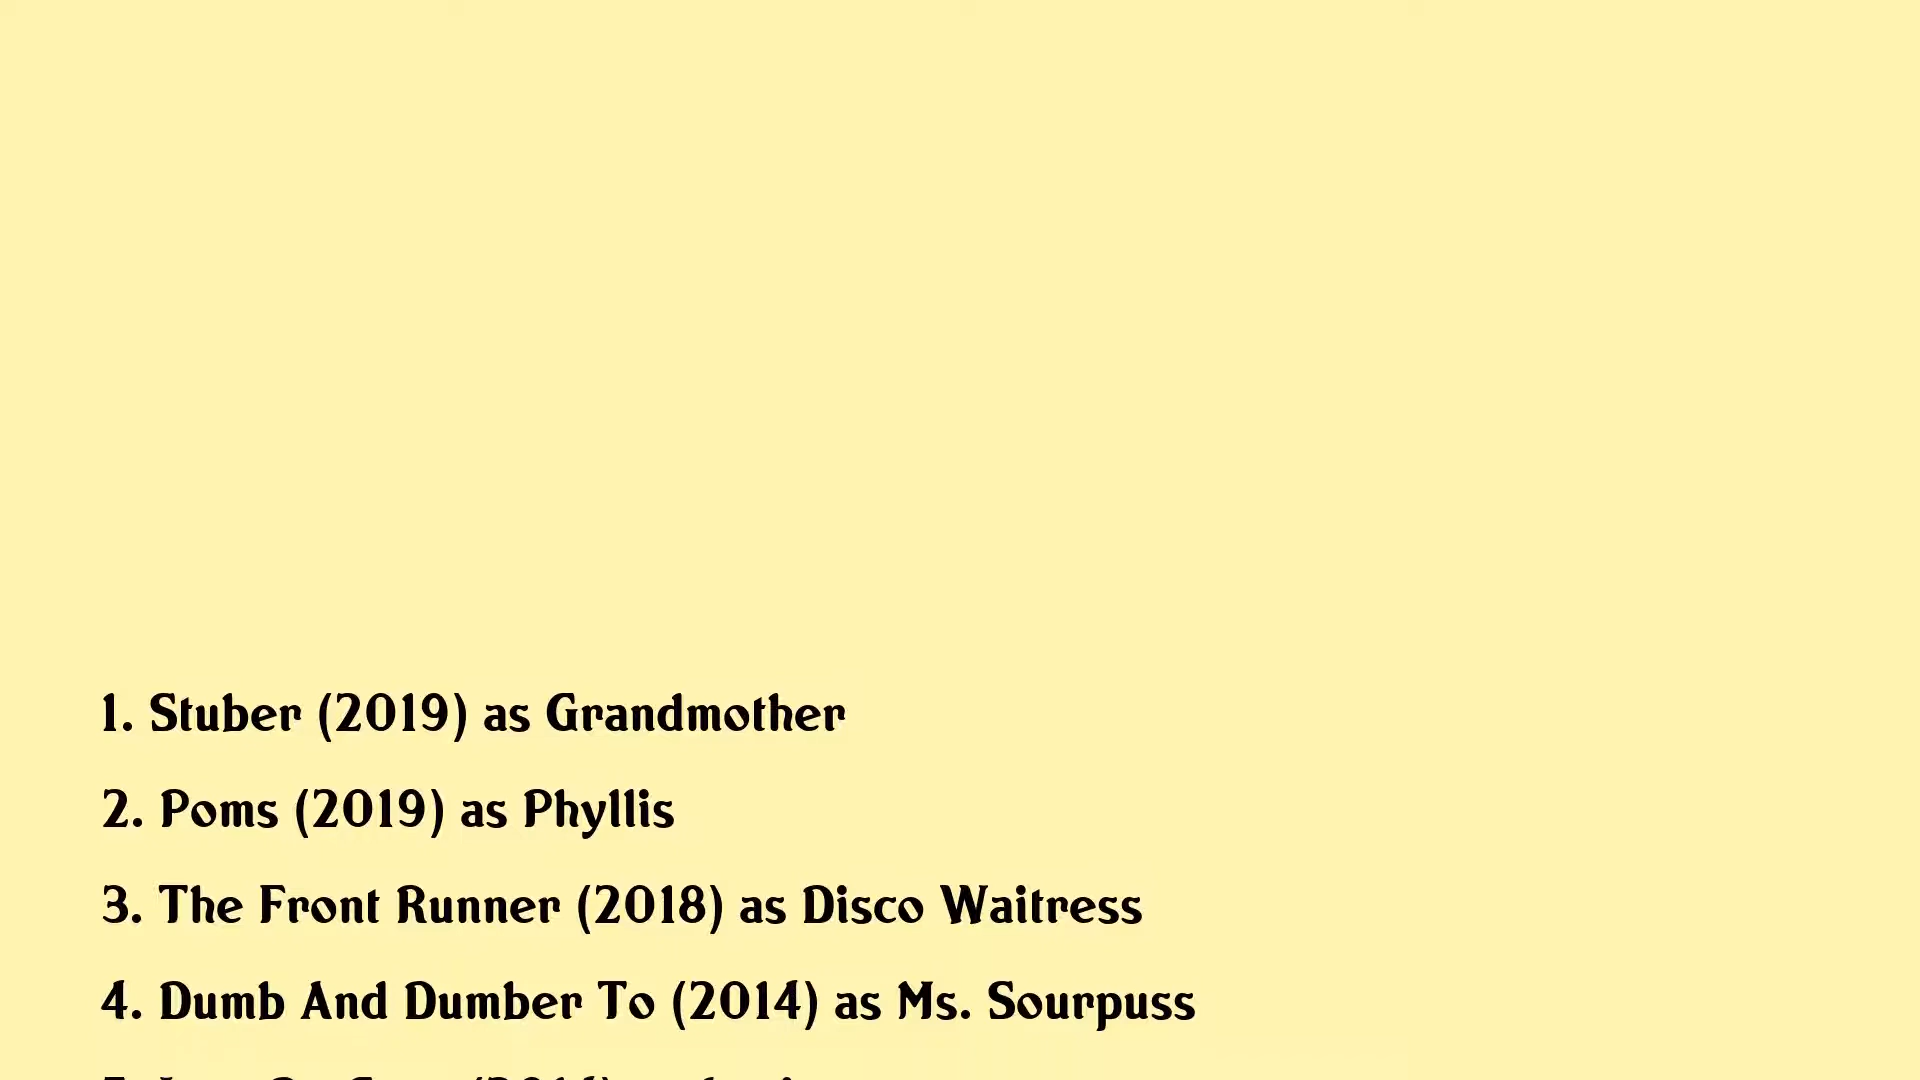 1. Stuber (2019) as Grandmother
2. Poms (2019) as Phyllis
3. The Front Runner (2018) as Disco Waitress
4. Dumb And Dumber To (2014) as Ms. Sourpuss